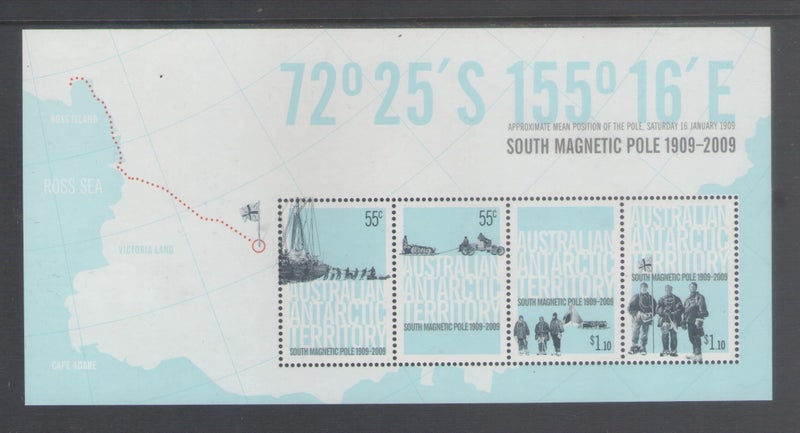 72° 25′ S 155° 16′ E
APPROXIMATE MEAN POSITION OF THE POLE, SATURDAY 16 JANUARY 1909
SOUTH MAGNETIC POLE 1909–2009
ROSS ISLAND
ROSS SEA
VICTORIA LAND
CAPE ADARE
55c
AUSTRALIAN
ANTARCTIC
TERRITORY
SOUTH MAGNETIC POLE 1909–2009
55c
AUSTRALIAN
ANTARCTIC
TERRITORY
SOUTH MAGNETIC POLE 1909–2009
AUSTRALIAN
ANTARCTIC
TERRITORY
SOUTH MAGNETIC POLE 1909–2009
$1.10
AUSTRALIAN
ANTARCTIC
TERRITORY
SOUTH MAGNETIC POLE 1909–2009
$1.10